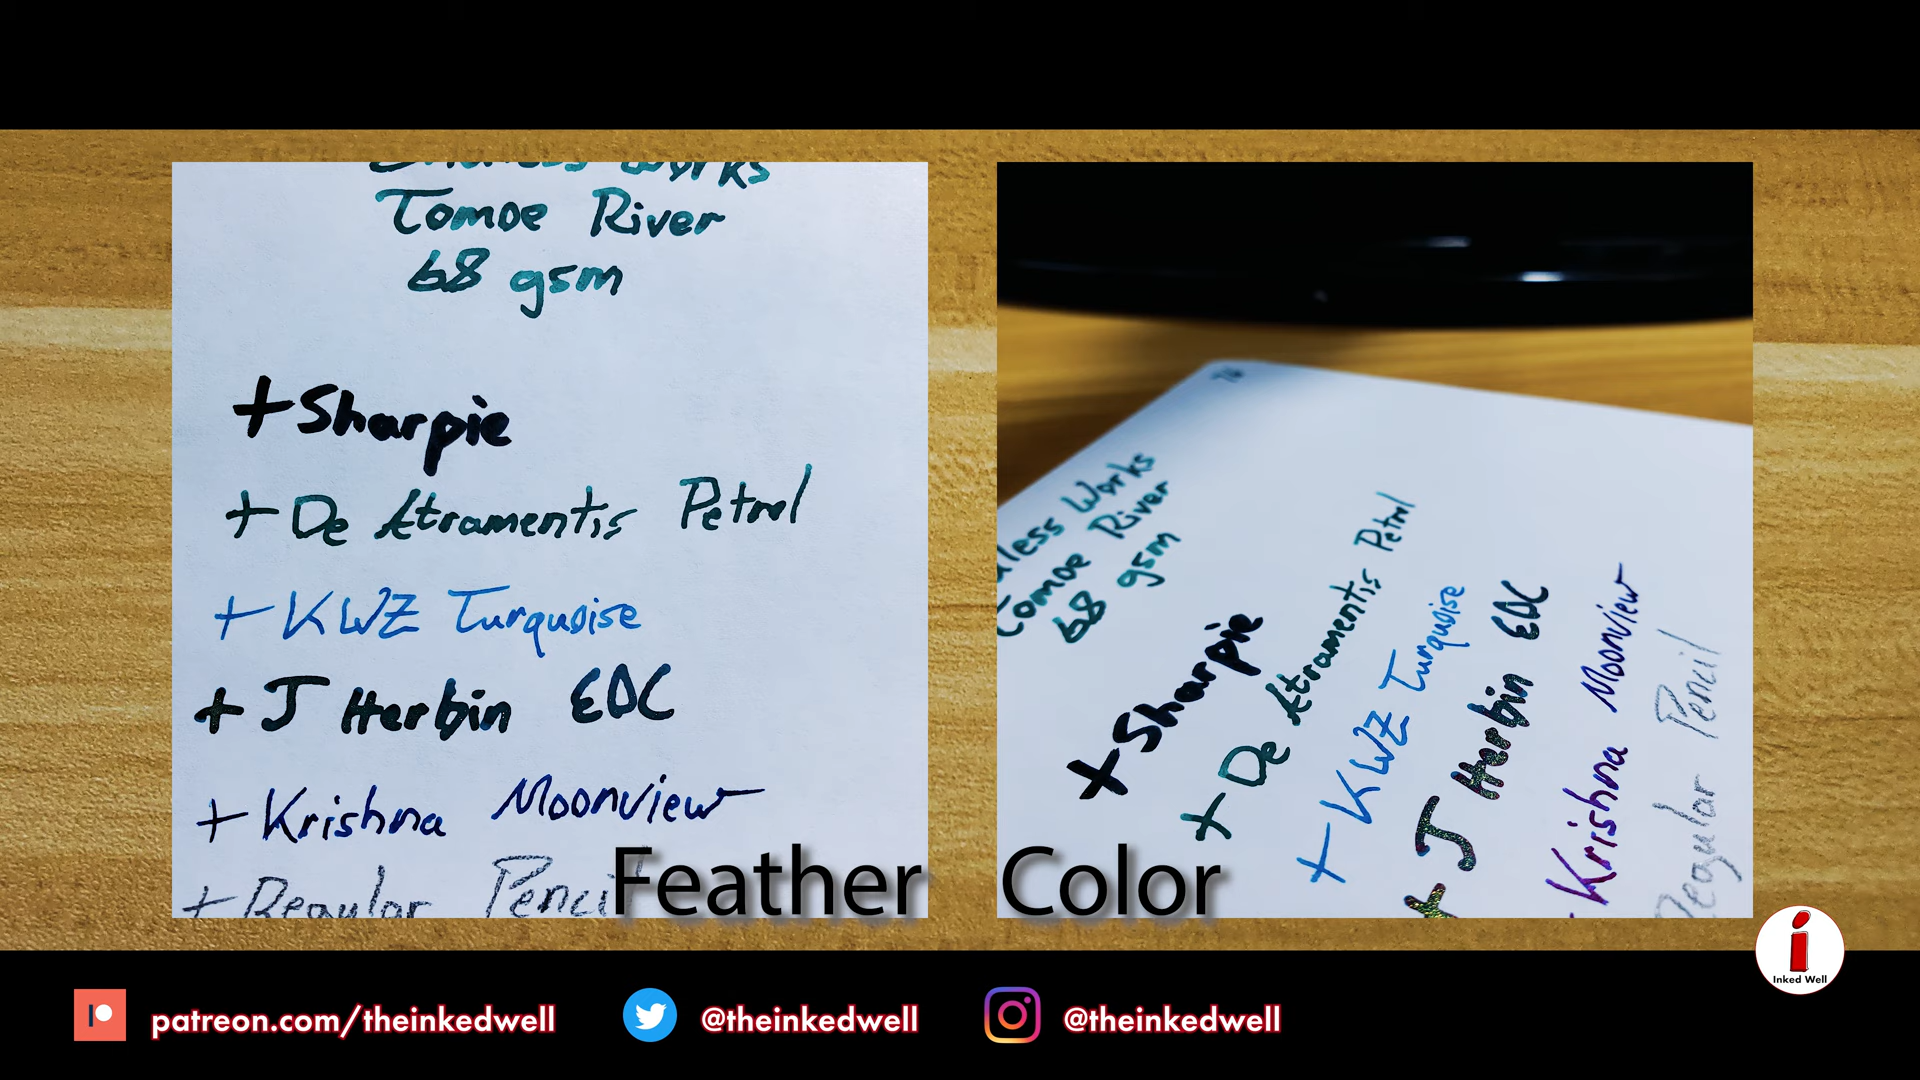 Works
Tomoe River
68 gsm
+ Sharpie
+ De Atramentis Petrol
+ KWZ Turquoise
+ J Herbin EDC
+ Krishna Moonview
+ Regular Pencil
Feather
Works
Tomoe River
68 gsm
+ Sharpie
+ De Atramentis Petrol
+ KWZ Turquoise
+ J Herbin EDC
Krishna Moonview
Regular Pencil
Color
i
Inked Well
patreon.com/theinkedwell
@theinkedwell
@theinkedwell